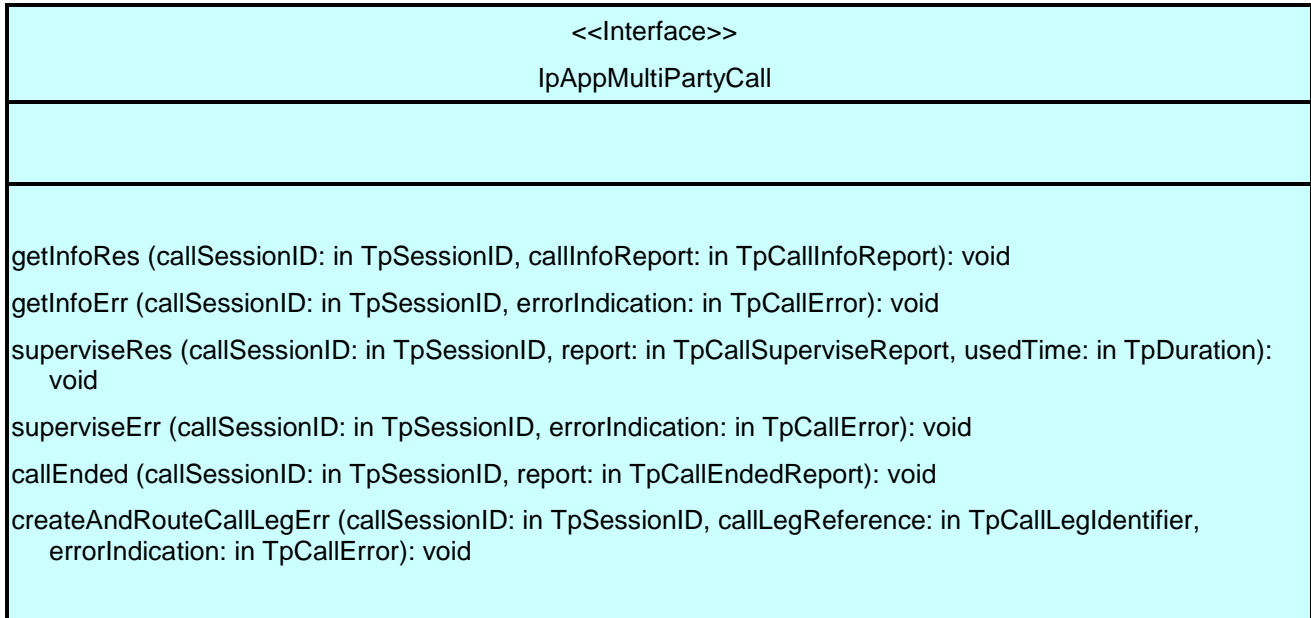 <<Interface>>
IpAppMultiPartyCall
getInfoRes (callSessionID: in TpSessionID, callInfoReport: in TpCallInfoReport): void
getInfoErr (callSessionID: in TpSessionID, errorIndication: in TpCallError): void
superviseRes (callSessionID: in TpSessionID, report: in TpCallSuperviseReport, usedTime: in TpDuration):
void
superviseErr (callSessionID: in TpSessionID, errorIndication: in TpCallError): void
callEnded (callSessionID: in TpSessionID, report: in TpCallEndedReport): void
createAndRouteCallLegErr (callSessionID: in TpSessionID, callLegReference: in TpCallLegIdentifier,
errorIndication: in TpCallError): void